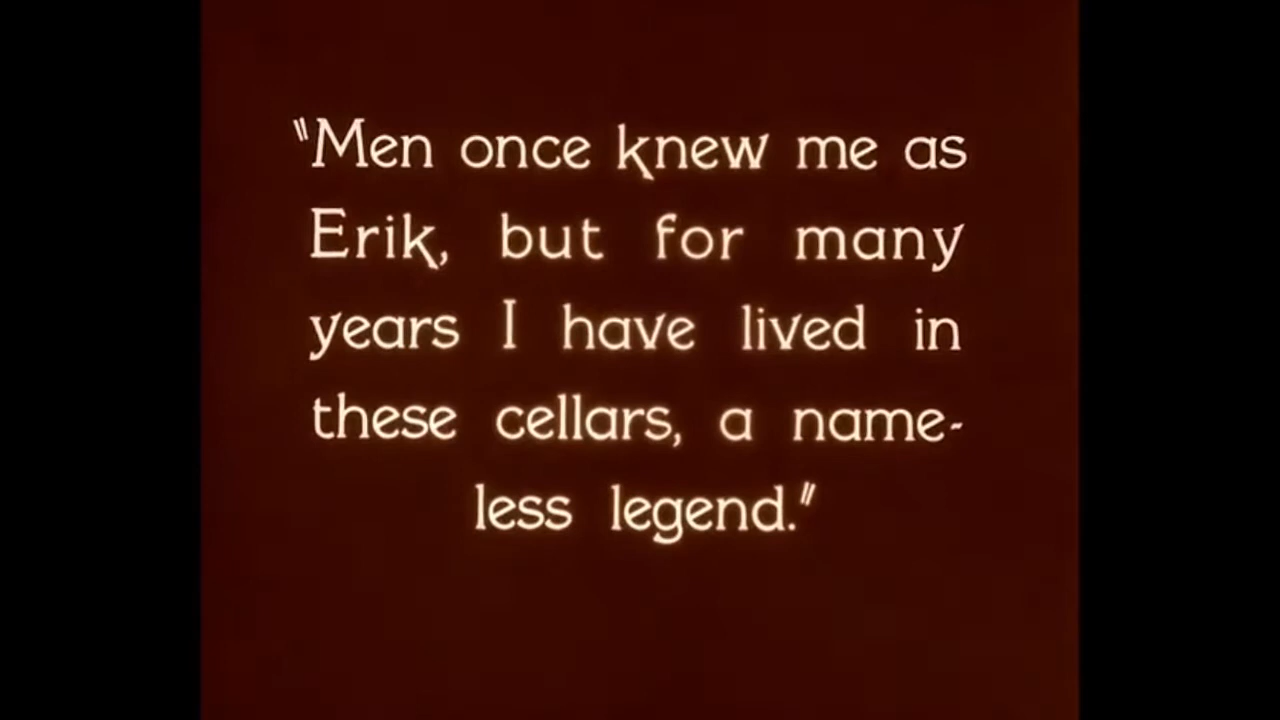 "Men once knew me as
Erik, but for many
years I have lived in
these cellars, a name-
less legend."